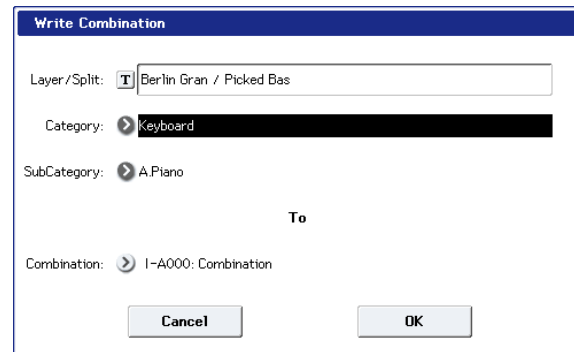 Write Combination
Layer/Split: T Berlin Gran / Picked Bas
Category: Keyboard
SubCategory: A.Piano
To
Combination: I-A000: Combination
Cancel OK